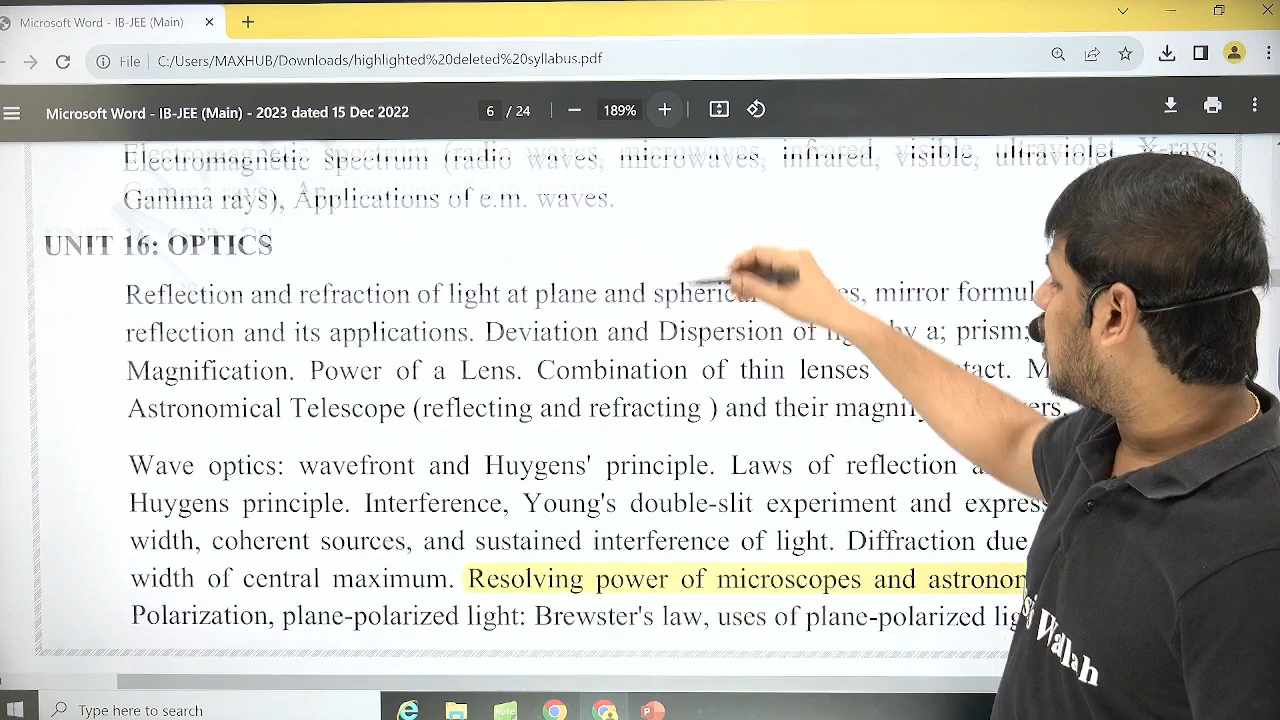 Microsoft Word - IB-JEE (Main) -
File C:/Users/MAXHUB/Downloads/highlighted%20deleted%20syllabus.pdf
Microsoft Word - IB-JEE (Main) - 2023 dated 15 Dec 2022 6 / 24 189%
Electromagnetic spectrum (radio waves, microwaves, infrared, visible, ultraviolet, X-rays.
Gamma rays), Applications of e.m. waves.
UNIT 16: OPTICS
Reflection and refraction of light at plane and mirror
reflection and its applications. Deviation and Dispersion of by a; prism;
Magnification. Power of a Lens. Combination of thin lenses
Astronomical Telescope (reflecting and refracting ) and their
Wave optics: wavefront and Huygens' principle. Laws of reflection
Huygens principle. Interference, Young's double-slit experiment and
width, coherent sources, and sustained interference of light. Diffraction due
width of central maximum. Resolving power of microscopes and
Polarization, plane-polarized light: Brewster's law, uses of plane-polarized
Wallah
Type here to search
Note